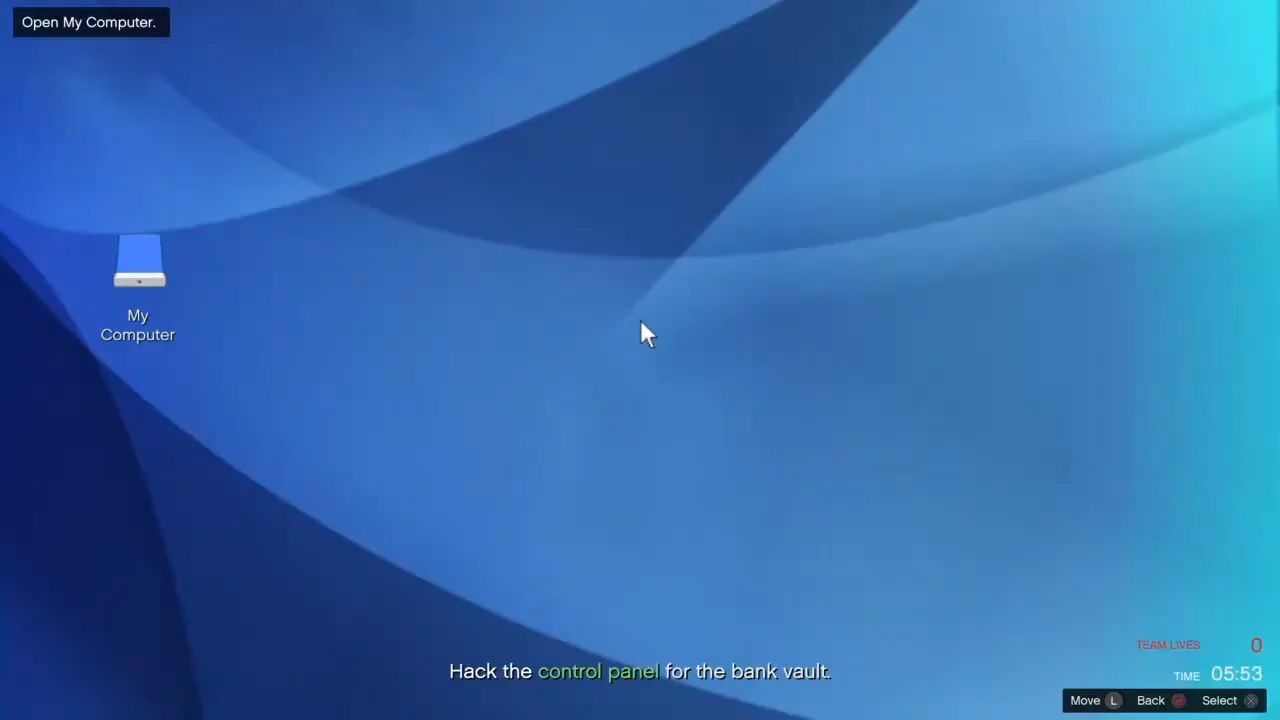 Open My Computer.
My
Computer
Hack the control panel for the bank vault.
TEAM LIVES 0
TIME 05:53
Move L Back Select